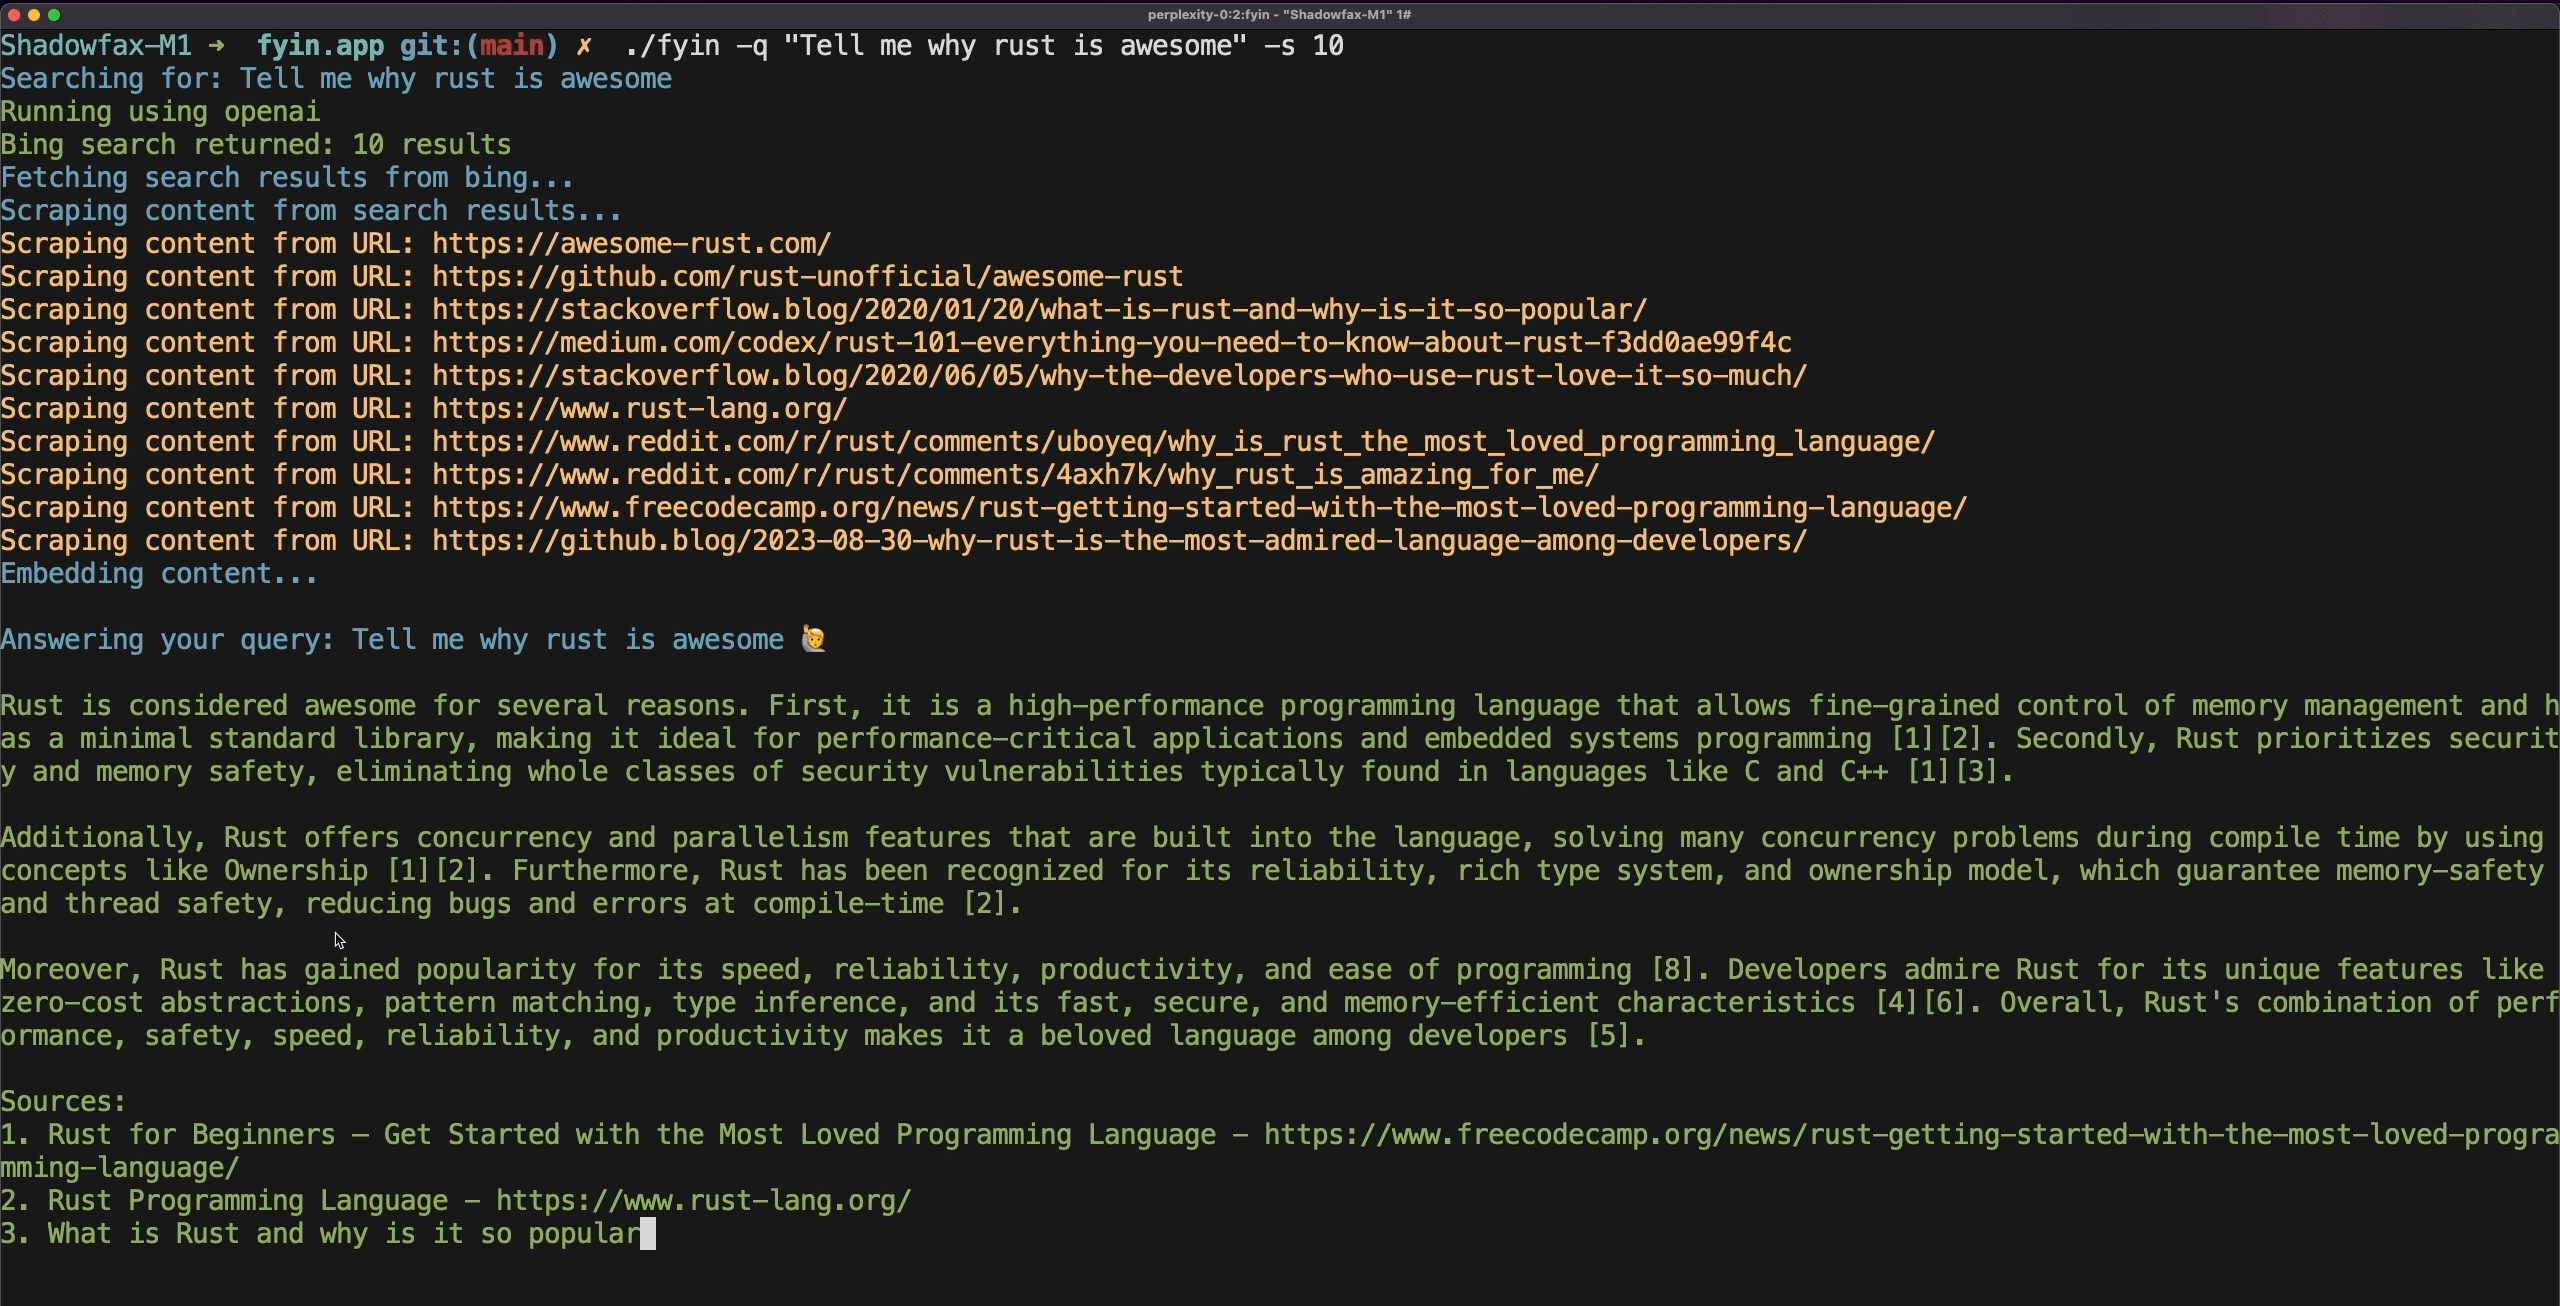 perplexity-0:2:fyin - "Shadowfax-M1" 1#
Shadowfax-M1 ➜  fyin.app git:(main) ✗  ./fyin -q "Tell me why rust is awesome" -s 10
Searching for: Tell me why rust is awesome
Running using openai
Bing search returned: 10 results
Fetching search results from bing...
Scraping content from search results...
Scraping content from URL: https://awesome-rust.com/
Scraping content from URL: https://github.com/rust-unofficial/awesome-rust
Scraping content from URL: https://stackoverflow.blog/2020/01/20/what-is-rust-and-why-is-it-so-popular/
Scraping content from URL: https://medium.com/codex/rust-101-everything-you-need-to-know-about-rust-f3dd0ae99f4c
Scraping content from URL: https://stackoverflow.blog/2020/06/05/why-the-developers-who-use-rust-love-it-so-much/
Scraping content from URL: https://www.rust-lang.org/
Scraping content from URL: https://www.reddit.com/r/rust/comments/uboyeq/why_is_rust_the_most_loved_programming_language/
Scraping content from URL: https://www.reddit.com/r/rust/comments/4axh7k/why_rust_is_amazing_for_me/
Scraping content from URL: https://www.freecodecamp.org/news/rust-getting-started-with-the-most-loved-programming-language/
Scraping content from URL: https://github.blog/2023-08-30-why-rust-is-the-most-admired-language-among-developers/
Embedding content...
Answering your query: Tell me why rust is awesome 🙋
Rust is considered awesome for several reasons. First, it is a high-performance programming language that allows fine-grained control of memory management and h
as a minimal standard library, making it ideal for performance-critical applications and embedded systems programming [1][2]. Secondly, Rust prioritizes securit
y and memory safety, eliminating whole classes of security vulnerabilities typically found in languages like C and C++ [1][3].
Additionally, Rust offers concurrency and parallelism features that are built into the language, solving many concurrency problems during compile time by using
concepts like Ownership [1][2]. Furthermore, Rust has been recognized for its reliability, rich type system, and ownership model, which guarantee memory-safety
and thread safety, reducing bugs and errors at compile-time [2].
Moreover, Rust has gained popularity for its speed, reliability, productivity, and ease of programming [8]. Developers admire Rust for its unique features like
zero-cost abstractions, pattern matching, type inference, and its fast, secure, and memory-efficient characteristics [4][6]. Overall, Rust's combination of perf
ormance, safety, speed, reliability, and productivity makes it a beloved language among developers [5].
Sources:
1. Rust for Beginners – Get Started with the Most Loved Programming Language - https://www.freecodecamp.org/news/rust-getting-started-with-the-most-loved-progra
mming-language/
2. Rust Programming Language - https://www.rust-lang.org/
3. What is Rust and why is it so popular